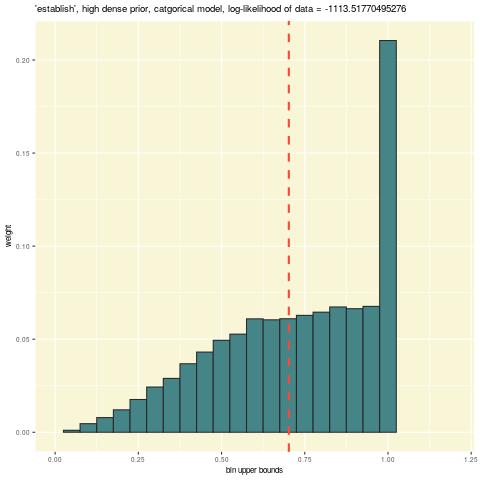 'establish', high dense prior, catgorical model, log-likelihood of data = -1113.51770495276
0.20
0.15
weight
0.10
0.05
0.00
0.00 0.25 0.50 0.75 1.00 1.25
bin upper bounds